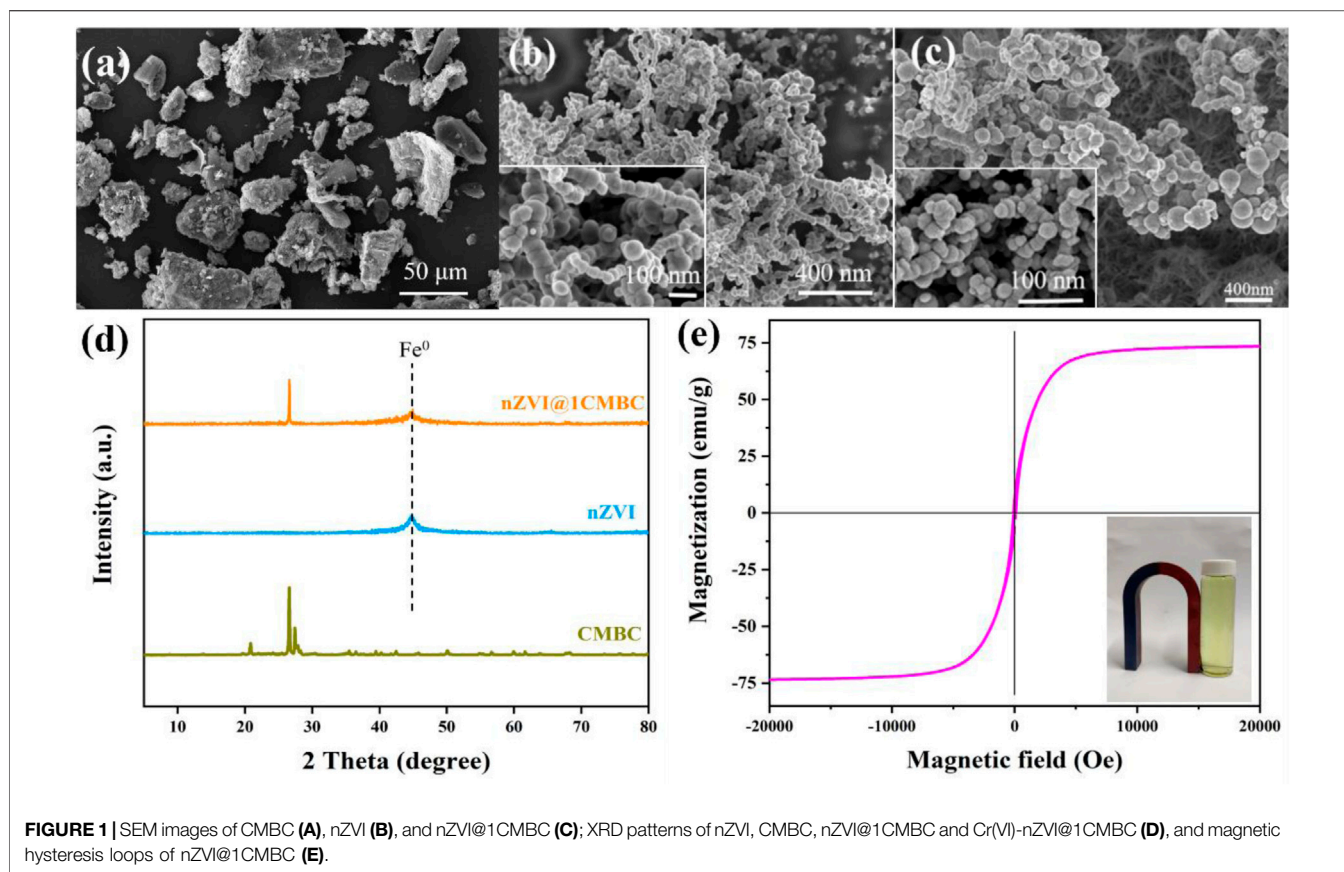 (a)
50 μm
(b)
100 nm
400 nm
(c)
100 nm
400nm
(d)
Fe⁰
nZVI@1CMBC
nZVI
CMBC
Intensity (a.u.)
10 20 30 40 50 60 70 80
2 Theta (degree)
(e)
75
50
25
0
-25
-50
-75
Magnetization (emu/g)
-20000 -10000 0 10000 20000
Magnetic field (Oe)
FIGURE 1 | SEM images of CMBC (A), nZVI (B), and nZVI@1CMBC (C); XRD patterns of nZVI, CMBC, nZVI@1CMBC and Cr(VI)-nZVI@1CMBC (D), and magnetic
hysteresis loops of nZVI@1CMBC (E).